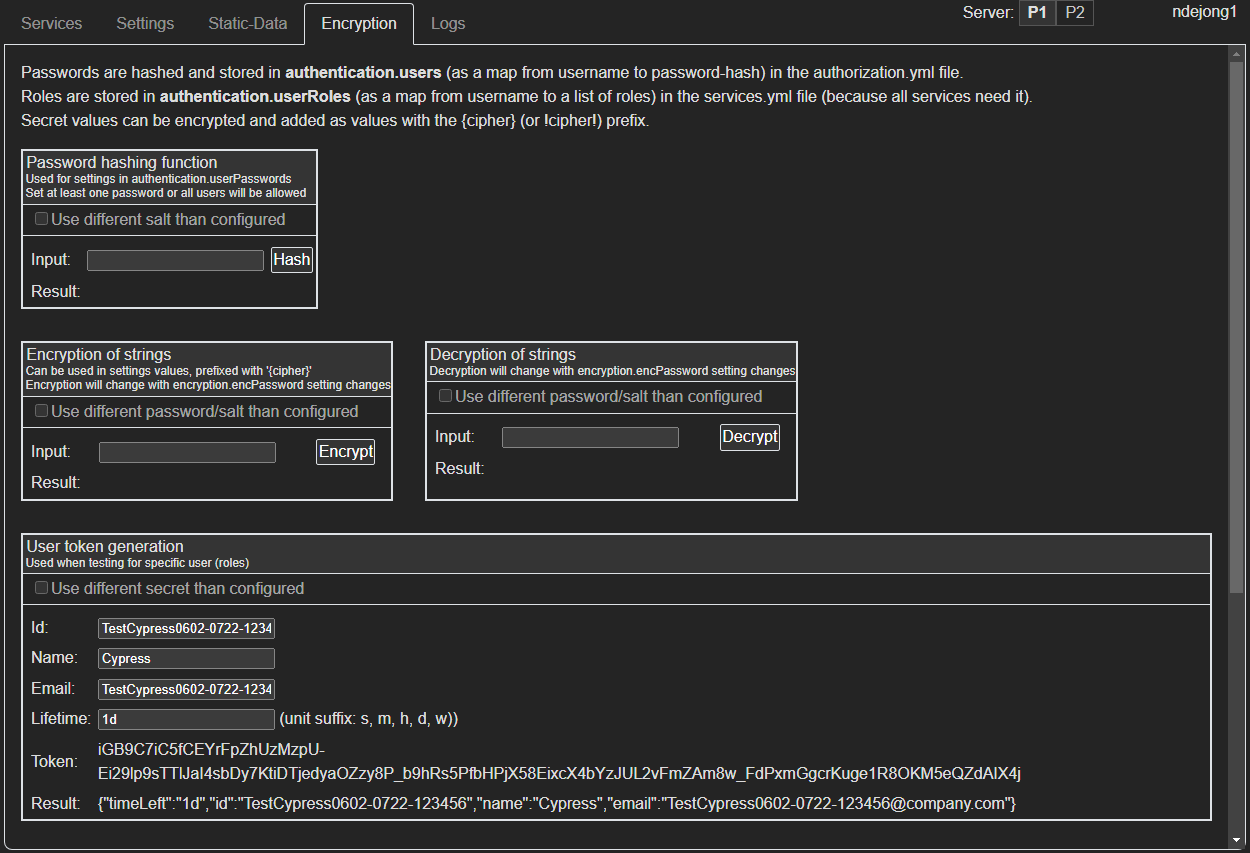 Services Settings Static-Data Encryption Logs Server: P1 P2 ndejong1
Passwords are hashed and stored in authentication.users (as a map from username to password-hash) in the authorization.yml file.
Roles are stored in authentication.userRoles (as a map from username to a list of roles) in the services.yml file (because all services need it).
Secret values can be encrypted and added as values with the {cipher} (or !cipher!) prefix.
Password hashing function
Used for settings in authentication.userPasswords
Set at least one password or all users will be allowed
Use different salt than configured
Input: Hash
Result:
Encryption of strings
Can be used in settings values, prefixed with '{cipher}'
Encryption will change with encryption.encPassword setting changes
Use different password/salt than configured
Input: Encrypt
Result:
Decryption of strings
Decryption will change with encryption.encPassword setting changes
Use different password/salt than configured
Input: Decrypt
Result:
User token generation
Used when testing for specific user (roles)
Use different secret than configured
Id: TestCypress0602-0722-1234
Name: Cypress
Email: TestCypress0602-0722-1234
Lifetime: 1d (unit suffix: s, m, h, d, w))
Token: iGB9C7iC5fCEYrFpZhUzMzpU-
Ei29lp9sTTlJaI4sbDy7KtiDTjedyaOZzy8P_b9hRs5PfbHPjX58EixcX4bYzJUL2vFmZAm8w_FdPxmGgcrKuge1R8OKM5eQZdAIX4j
Result: {"timeLeft":"1d","id":"TestCypress0602-0722-123456","name":"Cypress","email":"TestCypress0602-0722-123456@company.com"}